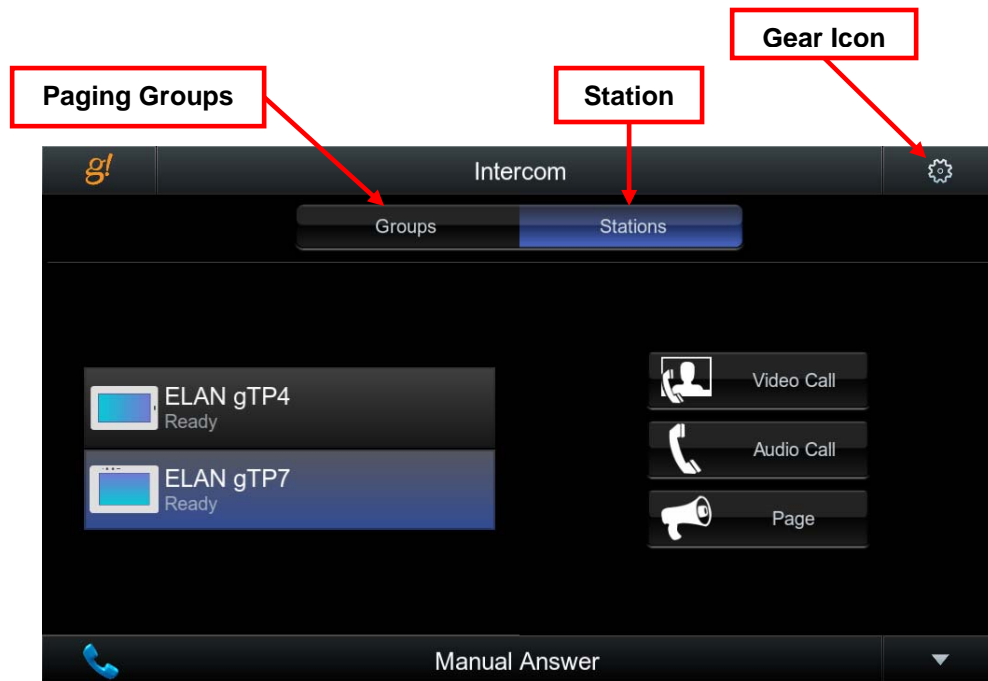 Gear Icon
Paging Groups
Station
g!
Intercom
Groups
Stations
ELAN gTP4
Ready
ELAN gTP7
Ready
Video Call
Audio Call
Page
Manual Answer